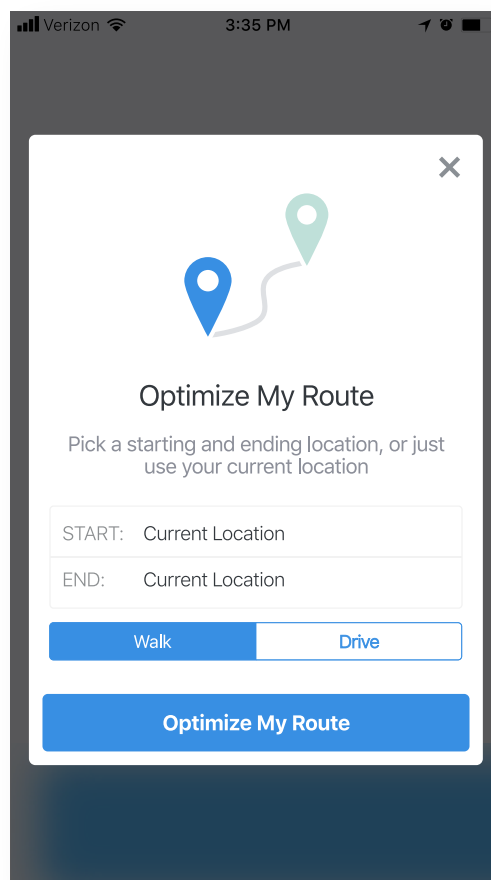 Verizon 3:35 PM
Optimize My Route
Pick a starting and ending location, or just
use your current location
START: Current Location
END: Current Location
Walk Drive
Optimize My Route